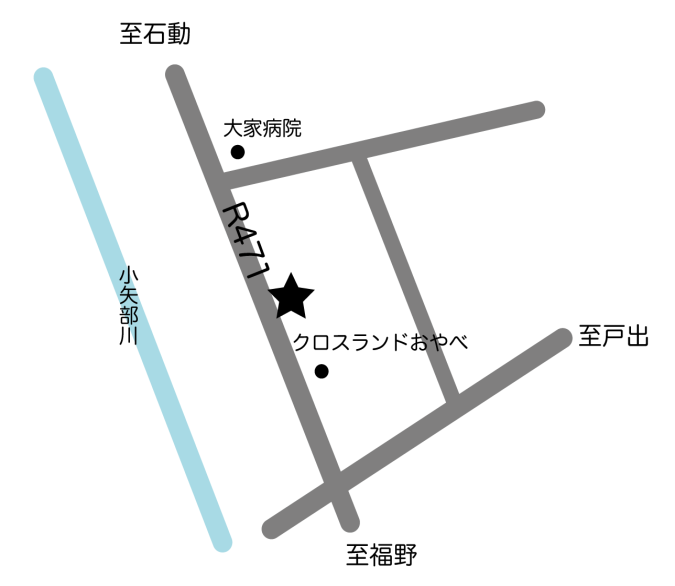 至石動
大家病院
R471
小矢部川
クロスランドおやべ
至戸出
至福野